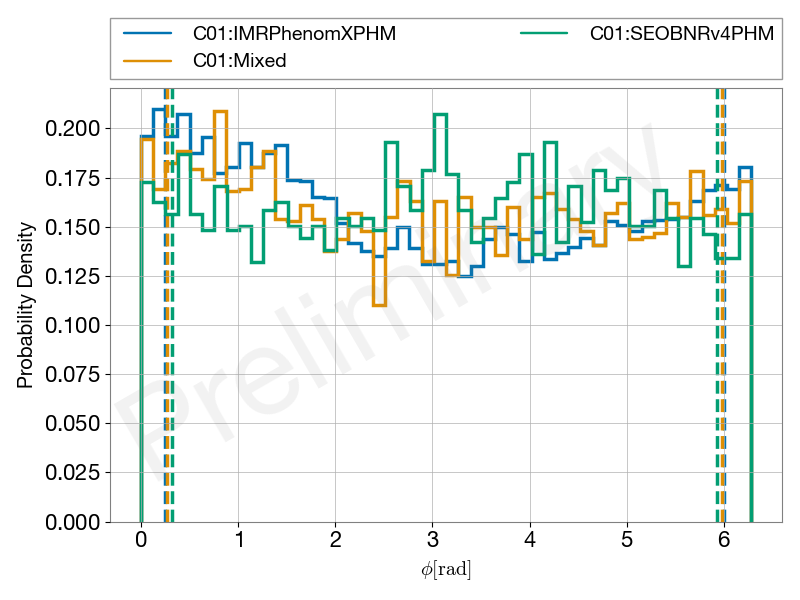 C01:IMRPhenomXPHM
C01:SEOBNRv4PHM
C01:Mixed
Probability Density
0.200
0.175
0.150
0.125
0.100
0.075
0.050
0.025
0.000
Preliminary
0 1 2 3 4 5 6
ϕ[rad]